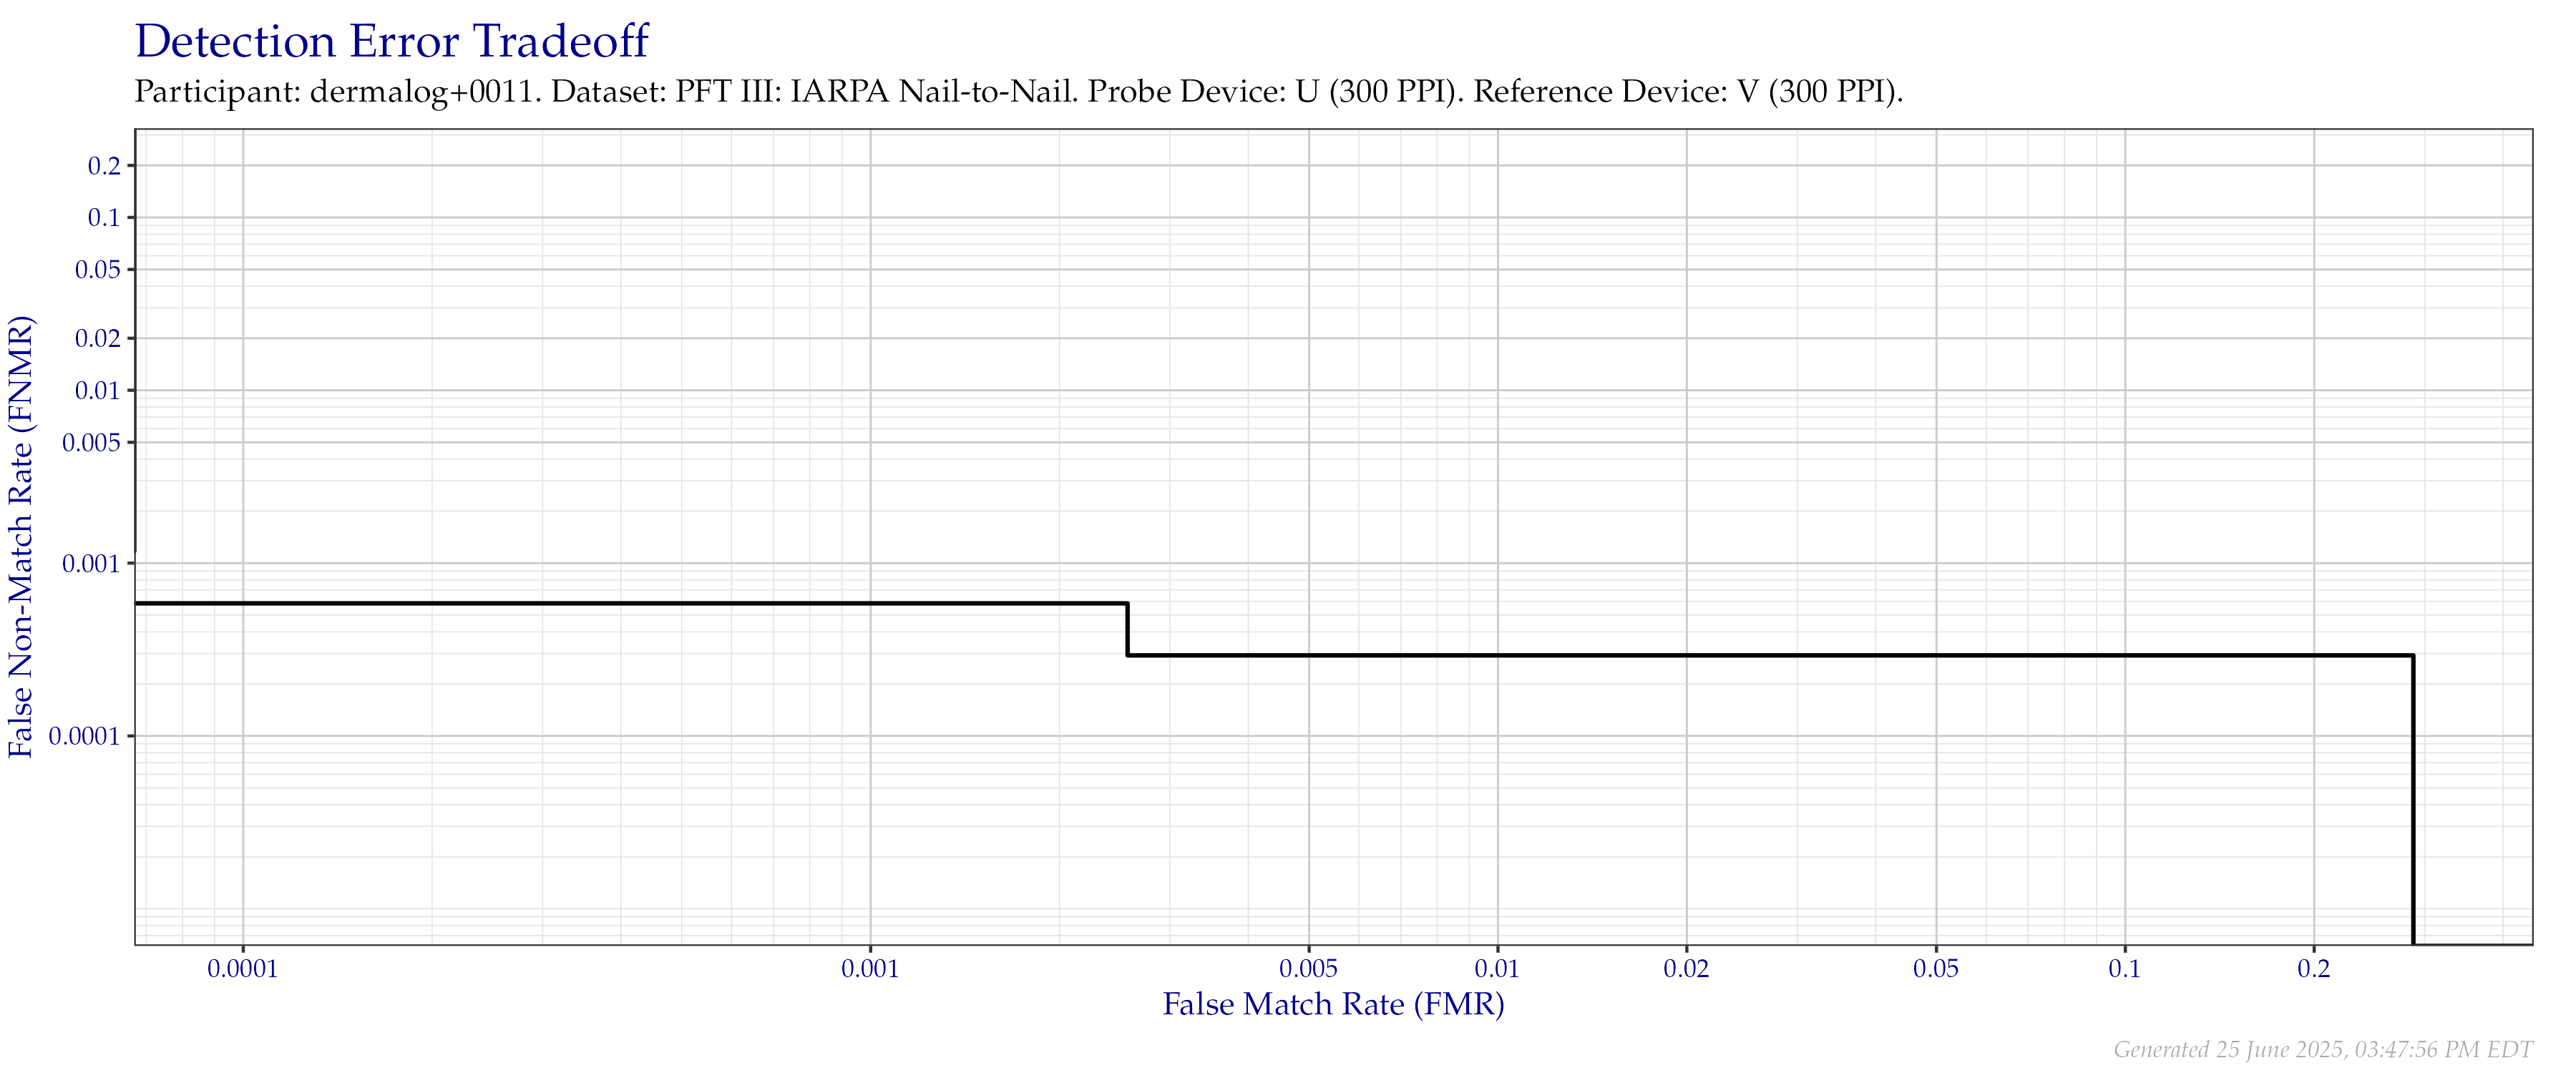 Detection Error Tradeoff
Participant: dermalog+0011. Dataset: PFT III: IARPA Nail-to-Nail. Probe Device: U (300 PPI). Reference Device: V (300 PPI).
False Non-Match Rate (FNMR)
0.2
0.1
0.05
0.02
0.01
0.005
0.001
0.0001
0.0001 0.001 0.005 0.01 0.02 0.05 0.1 0.2
False Match Rate (FMR)
Generated 25 June 2025, 03:47:56 PM EDT